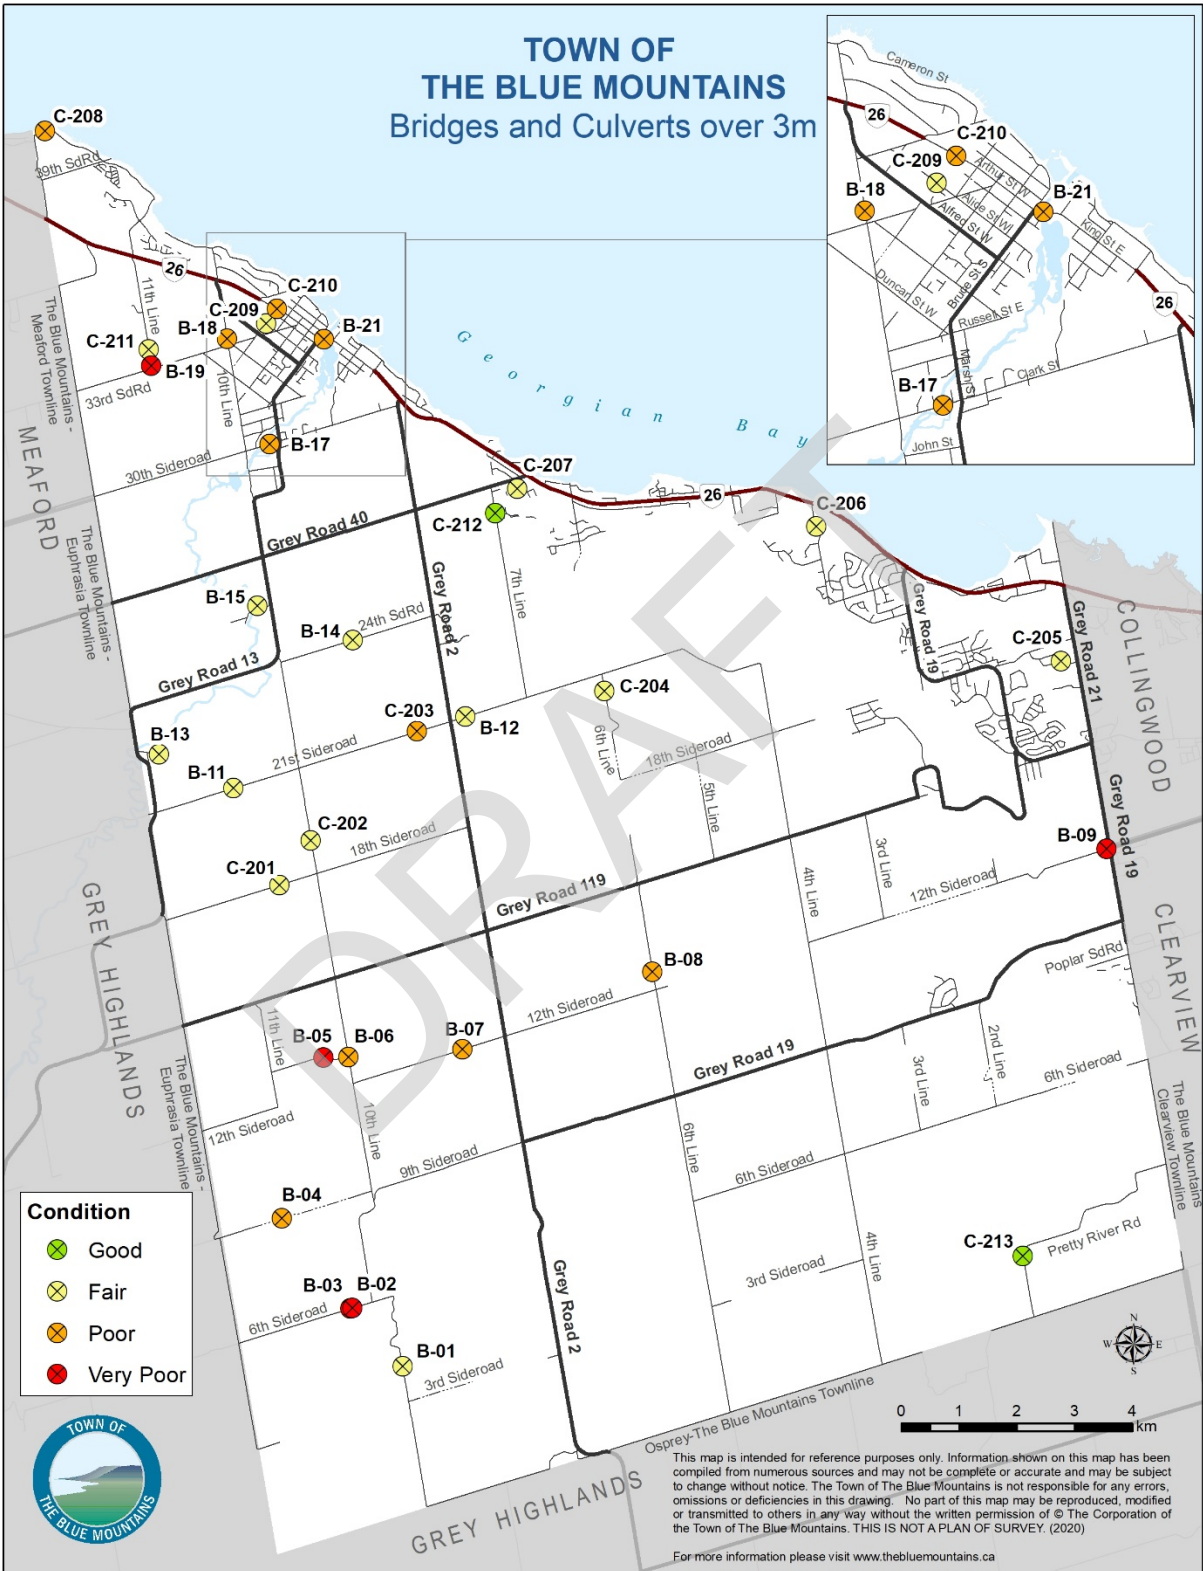 TOWN OF
THE BLUE MOUNTAINS
Bridges and Culverts over 3m
Cameron St
26
C-210
C-209
Arthur St W
B-18
Alice St W
B-21
Alfred St W
King St E
Bruce St S
Duncan St W
Russell St E
26
Marsh St
Clark St
B-17
John St
C-208
39th SdRd
26
11th Line
C-210
C-209
B-18
B-21
C-211
B-19
33rd SdRd
10th Line
The Blue Mountains -
Meaford Townline
Georgian Bay
B-17
30th Sideroad
MEAFORD
C-207
26
C-206
C-212
Grey Road 40
7th Line
The Blue Mountains -
Euphrasia Townline
Grey Road 2
B-15
B-14
24th SdRd
Grey Road 19
C-205
Grey Road 21
COLLINGWOOD
Grey Road 13
C-204
C-203
B-12
B-13
21st Sideroad
6th Line
18th Sideroad
B-11
5th Line
Grey Road 19
C-202
18th Sideroad
C-201
B-09
3rd Line
4th Line
12th Sideroad
Grey Road 119
GREY HIGHLANDS
CLEARVIEW
B-08
Poplar SdRd
12th Sideroad
11th Line
B-05
B-06
B-07
2nd Line
3rd Line
Grey Road 19
6th Sideroad
The Blue Mountains -
Euphrasia Townline
12th Sideroad
10th Line
9th Sideroad
6th Line
6th Sideroad
The Blue Mountains
Clearview Townline
B-04
C-213
Pretty River Rd
4th Line
3rd Sideroad
B-03
B-02
6th Sideroad
Grey Road 2
B-01
3rd Sideroad
Osprey-The Blue Mountains Townline
GREY HIGHLANDS
DRAFT
Condition
Good
Fair
Poor
Very Poor
TOWN OF
THE BLUE MOUNTAINS
N
W E
S
0 1 2 3 4
km
This map is intended for reference purposes only. Information shown on this map has been
compiled from numerous sources and may not be complete or accurate and may be subject
to change without notice. The Town of The Blue Mountains is not responsible for any errors,
omissions or deficiencies in this drawing. No part of this map may be reproduced, modified
or transmitted to others in any way without the written permission of © The Corporation of
the Town of The Blue Mountains. THIS IS NOT A PLAN OF SURVEY. (2020)
For more information please visit www.thebluemountains.ca